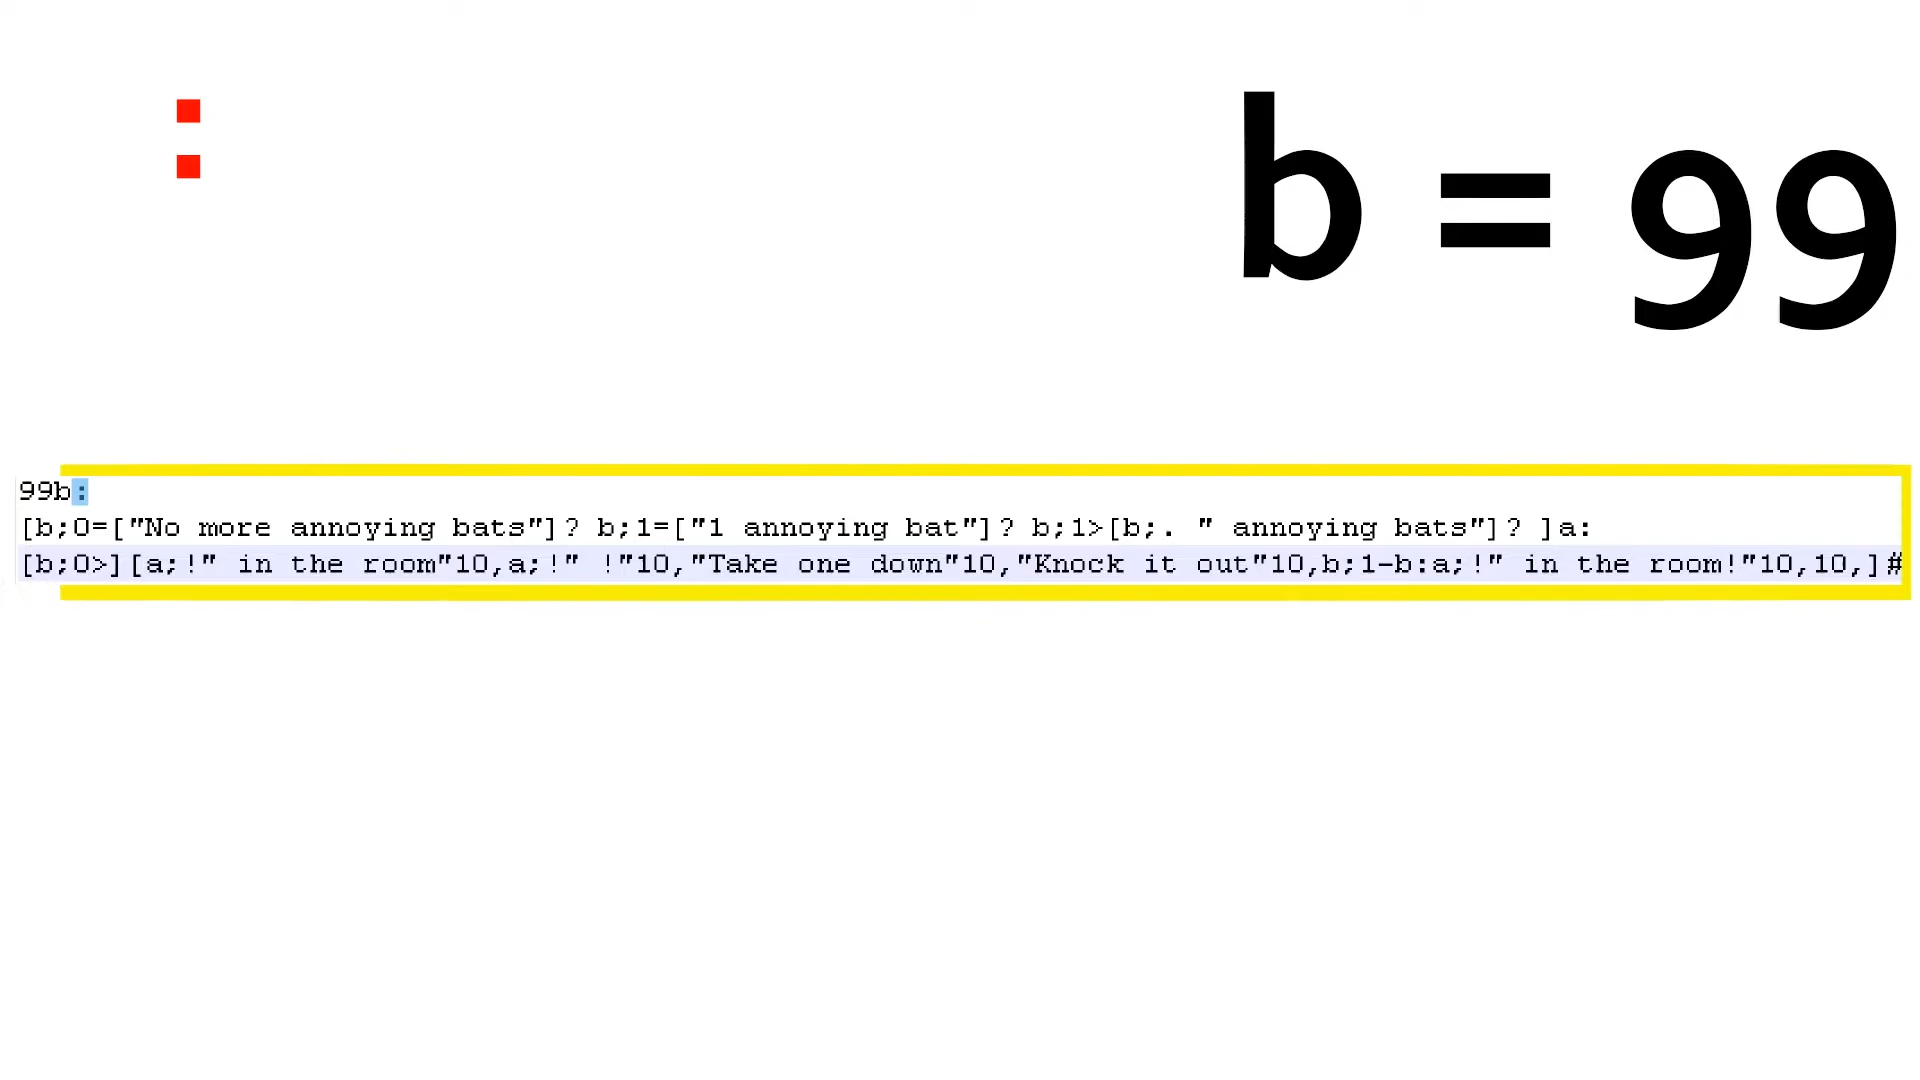 :
b = 99
99b:
[b;0=["No more annoying bats"]? b;1=["1 annoying bat"]? b;1>[b;. " annoying bats"]? ]a:
[b;0>][a;!" in the room"10,a;!" !"10,"Take one down"10,"Knock it out"10,b;1-b:a;!" in the room!"10,10,]#